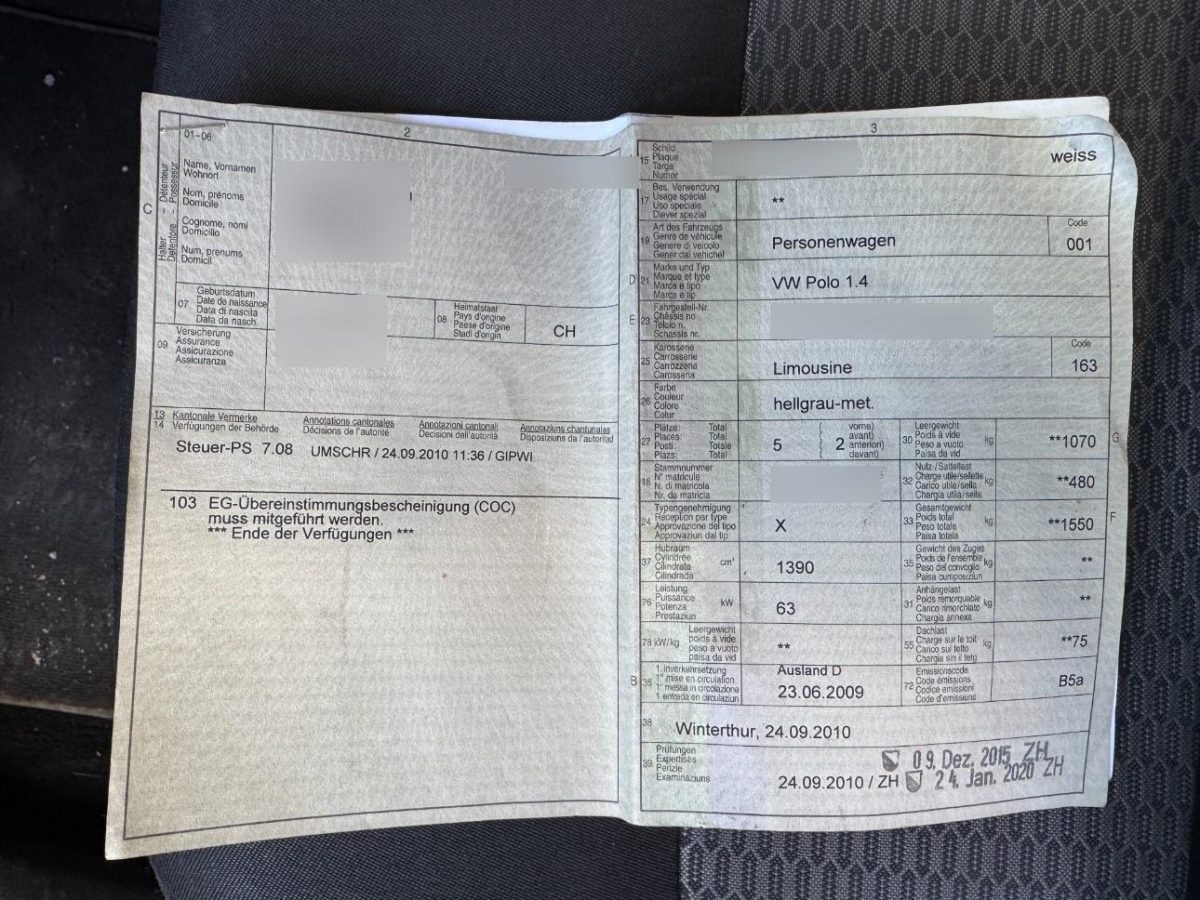 2
01-06
C
Halter - Détenteur
Detentore - Possessur
Name, Vornamen
Wohnort
Nom, prénoms
Domicile
Cognome, nomi
Domicilio
Num, prenums
Domicil
07
Geburtsdatum
Date de naissance
Data di nascita
Data da nasch.
08
Heimatstaat
Pays d'origine
Paese d'origine
Stadi d'origin
CH
09
Versicherung
Assurance
Assicurazione
Assicuranza
13 Kantonale Vermerke Annotations cantonales Annotazioni cantonali Annotaziuns chantunalas
14 Verfügungen der Behörde Décisions de l'autorité Decisioni dell'autorità Dispoziziuns da l'autoritad
Steuer-PS 7.08 UMSCHR / 24.09.2010 11:36 / GIPWI
103 EG-Übereinstimmungsbescheinigung (COC)
muss mitgeführt werden.
*** Ende der Verfügungen ***
3
15
Schild
Plaque
Targa
Numer
weiss
17
Bes. Verwendung
Usage spécial
Uso speciale
Diever spezial
**
19
Art des Fahrzeugs
Genre de véhicule
Genere di veicolo
Gener dal vehichel
Personenwagen
Code
001
D 21
Marke und Typ
Marque et type
Marca e tipo
Marca e tip
VW Polo 1.4
E 23
Fahrgestell-Nr.
Châssis no
Telaio n.
Schassis nr.
25
Karosserie
Carrosserie
Carrozzeria
Carossaria
Limousine
Code
163
26
Farbe
Couleur
Colore
Color
hellgrau-met.
27
Plätze: Total
Places: Total
Posti: Totale
Plazs: Total
5
2
vorne)
avant)
anteriori)
davant)
30
Leergewicht
Poids à vide
Peso a vuoto
Paisa da vid
kg
**1070
G
18
Stammnummer
N° matricule
N. di matricola
Nr. da matricla
32
Nutz-/Sattellast
Charge utile/sellette
Carico utile/sella
Chargia utila/sella
kg
**480
24
Typengenehmigung
Réception par type
Approvazione del tipo
Approvaziun dal tip
X
33
Gesamtgewicht
Poids total
Peso totale
Paisa totala
kg
**1550
F
37
Hubraum
Cylindrée
Cilindrata
Cilindrada
cm³
1390
35
Gewicht des Zuges
Poids de l'ensemble
Peso del convoglio
Paisa cumposiziun
kg
**
76
Leistung
Puissance
Potenza
Prestaziun
kW
63
31
Anhängelast
Poids remorquable
Carico rimorchiato
Chargia annexa
kg
**
78 kW/kg
Leergewicht
poids à vide
peso a vuoto
paisa da vid
**
55
Dachlast
Charge sur le toit
Carico sul tetto
Chargia sin il tetg
kg
**75
B 36
1. Inverkehrsetzung
1re mise en circulation
1a messa in circolazione
1. entrada en circulaziun
Ausland D
23.06.2009
72
Emissionscode
Code émissions
Codice emissioni
Code d'emissiuns
B5a
38
Winterthur, 24.09.2010
39
Prüfungen
Expertises
Perizie
Examinaziuns
24.09.2010 / ZH
09. Dez. 2015 ZH
24. Jan. 2020 ZH